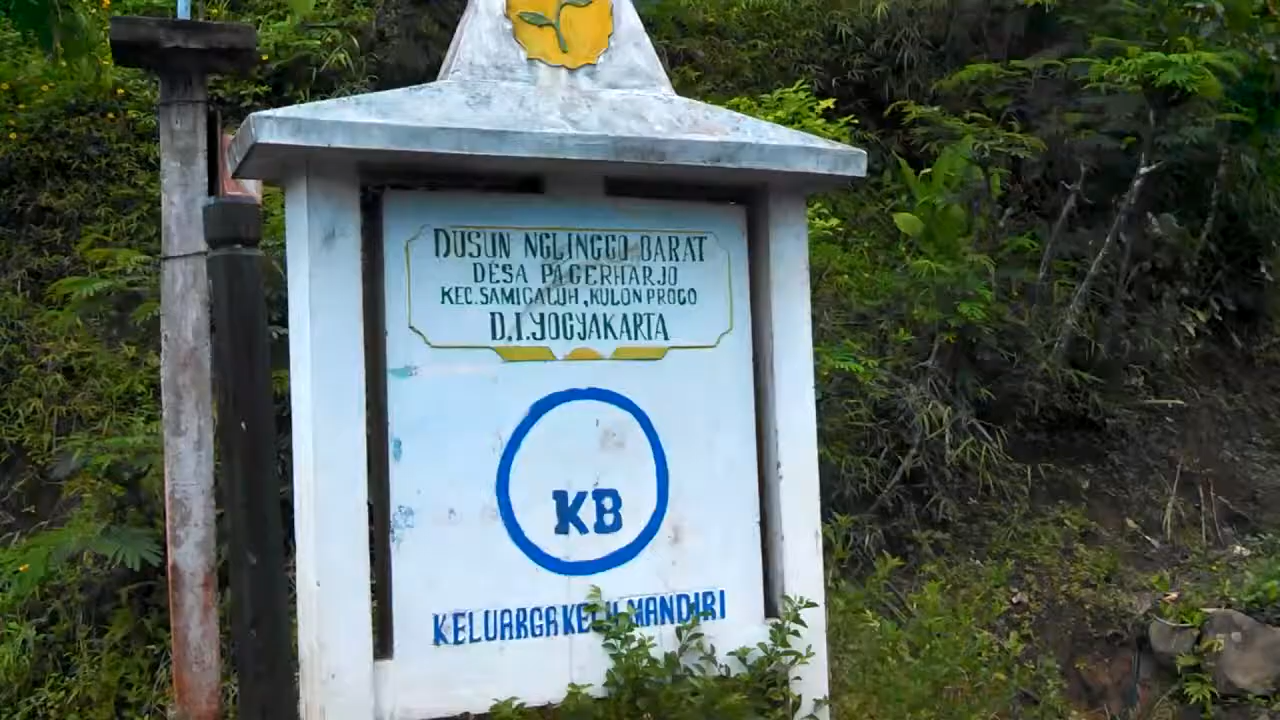 DUSUN NGLINGGO BARAT
DESA PAGERHARJO
KEC.SAMIGALUH, KULON PROGO
D.I.YOGYAKARTA
KB
KELUARGA KECIL MANDIRI